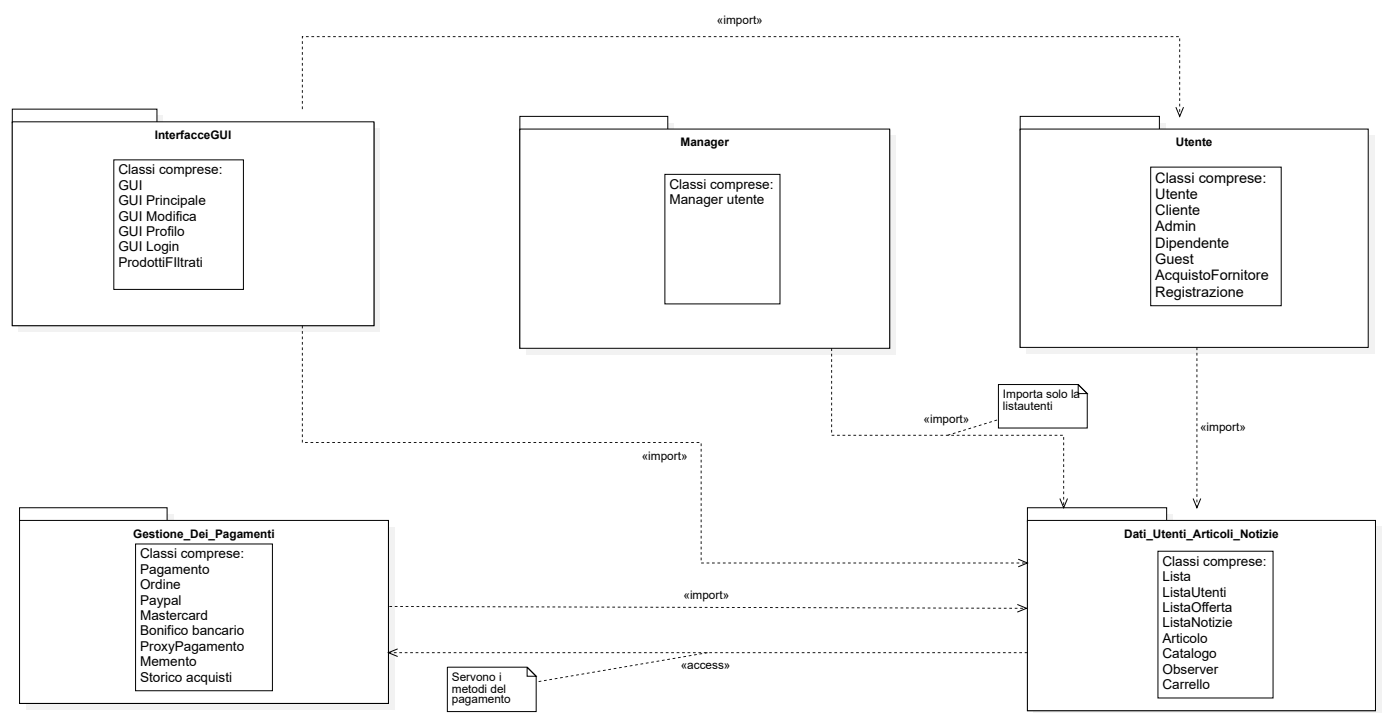 «import»
InterfacceGUI
Classi comprese:
GUI
GUI Principale
GUI Modifica
GUI Profilo
GUI Login
ProdottiFIltrati
Manager
Classi comprese:
Manager utente
Utente
Classi comprese:
Utente
Cliente
Admin
Dipendente
Guest
AcquistoFornitore
Registrazione
Importa solo la
listautenti
«import»
«import»
«import»
Gestione_Dei_Pagamenti
Classi comprese:
Pagamento
Ordine
Paypal
Mastercard
Bonifico bancario
ProxyPagamento
Memento
Storico acquisti
«import»
«access»
Servono i
metodi del
pagamento
Dati_Utenti_Articoli_Notizie
Classi comprese:
Lista
ListaUtenti
ListaOfferta
ListaNotizie
Articolo
Catalogo
Observer
Carrello